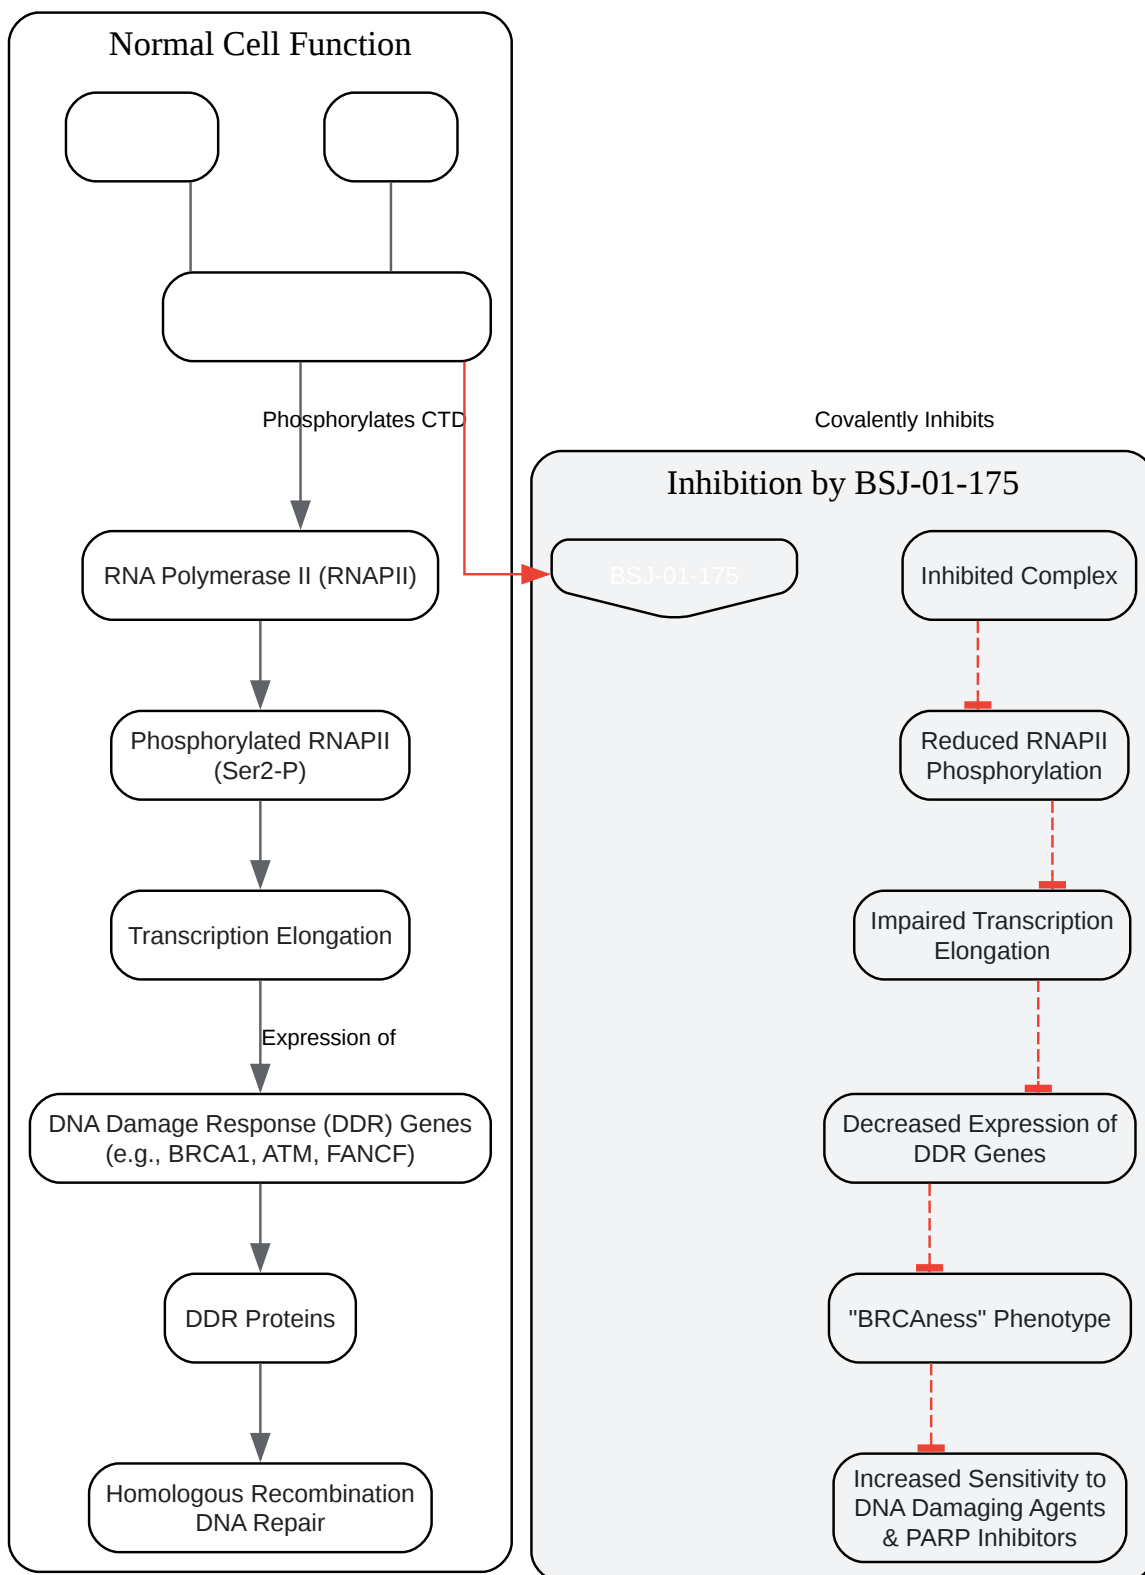 Normal Cell Function
Phosphorylates CTD
RNA Polymerase II (RNAPII)
Phosphorylated RNAPII
(Ser2-P)
Transcription Elongation
Expression of
DNA Damage Response (DDR) Genes
(e.g., BRCA1, ATM, FANCF)
DDR Proteins
Homologous Recombination
DNA Repair
Covalently Inhibits
Inhibition by BSJ-01-175
BSJ-01-175
Inhibited Complex
Reduced RNAPII
Phosphorylation
Impaired Transcription
Elongation
Decreased Expression of
DDR Genes
"BRCAness" Phenotype
Increased Sensitivity to
DNA Damaging Agents
& PARP Inhibitors